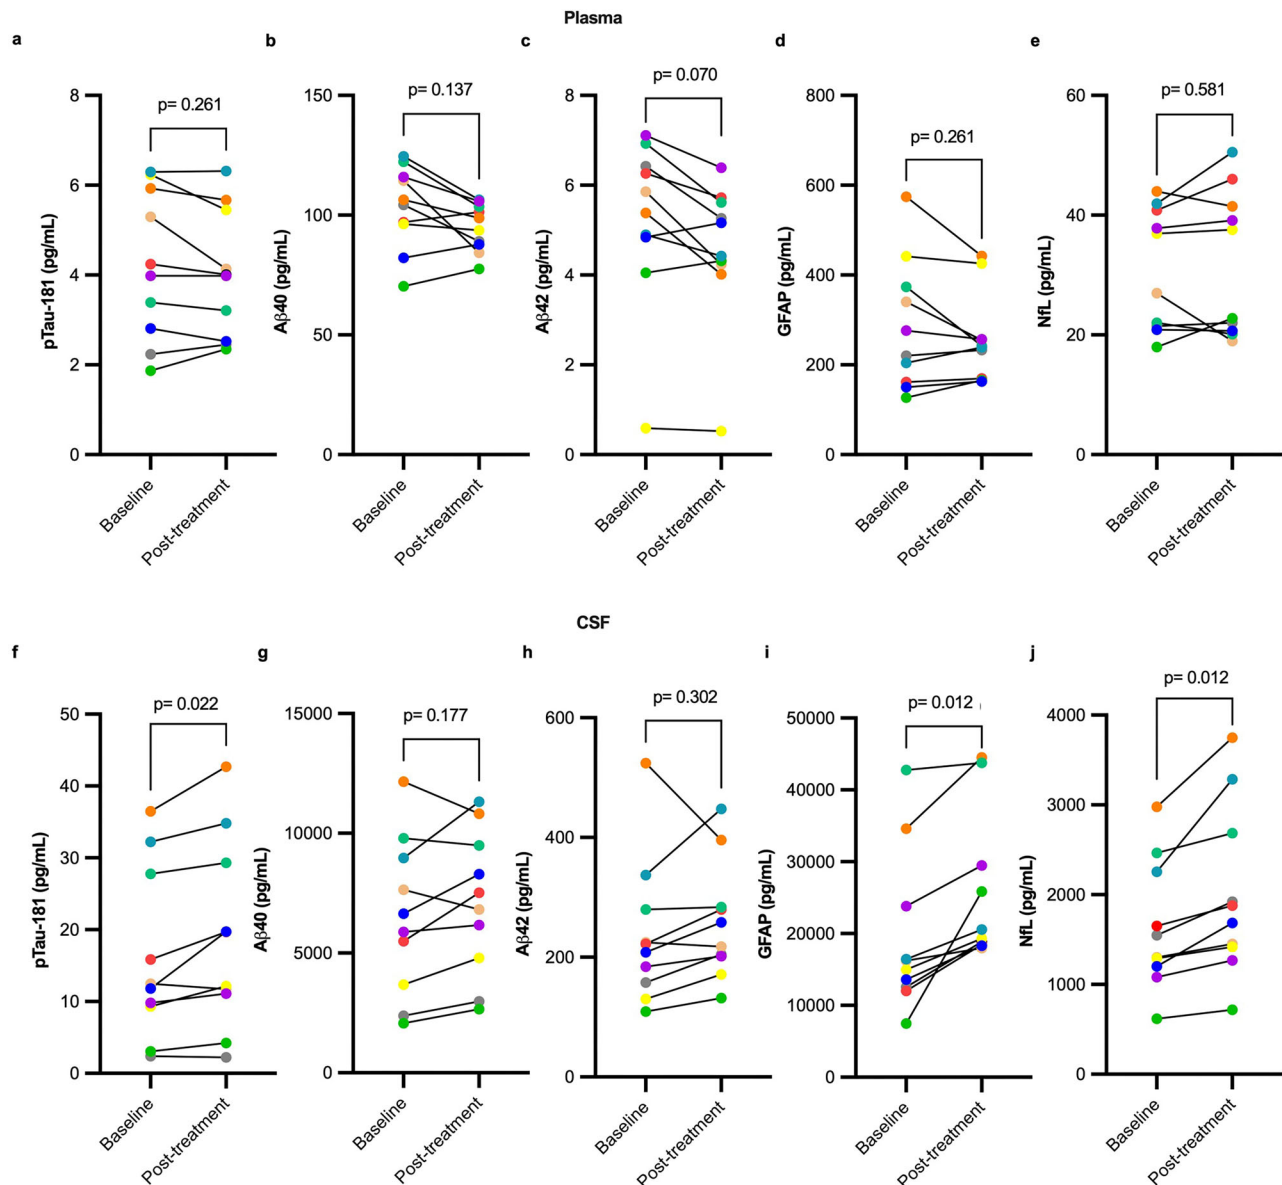 Plasma
a
b
c
d
e
pTau-181 (pg/mL)
8
6
4
2
0
p= 0.261
Baseline
Post-treatment
Aβ40 (pg/mL)
150
100
50
0
p= 0.137
Baseline
Post-treatment
Aβ42 (pg/mL)
8
6
4
2
0
p= 0.070
Baseline
Post-treatment
GFAP (pg/mL)
800
600
400
200
0
p= 0.261
Baseline
Post-treatment
NfL (pg/mL)
60
40
20
0
p= 0.581
Baseline
Post-treatment
CSF
f
g
h
i
j
pTau-181 (pg/mL)
50
40
30
20
10
0
p= 0.022
Baseline
Post-treatment
Aβ40 (pg/mL)
15000
10000
5000
0
p= 0.177
Baseline
Post-treatment
Aβ42 (pg/mL)
600
400
200
0
p= 0.302
Baseline
Post-treatment
GFAP (pg/mL)
50000
40000
30000
20000
10000
0
p= 0.012
Baseline
Post-treatment
NfL (pg/mL)
4000
3000
2000
1000
0
p= 0.012
Baseline
Post-treatment